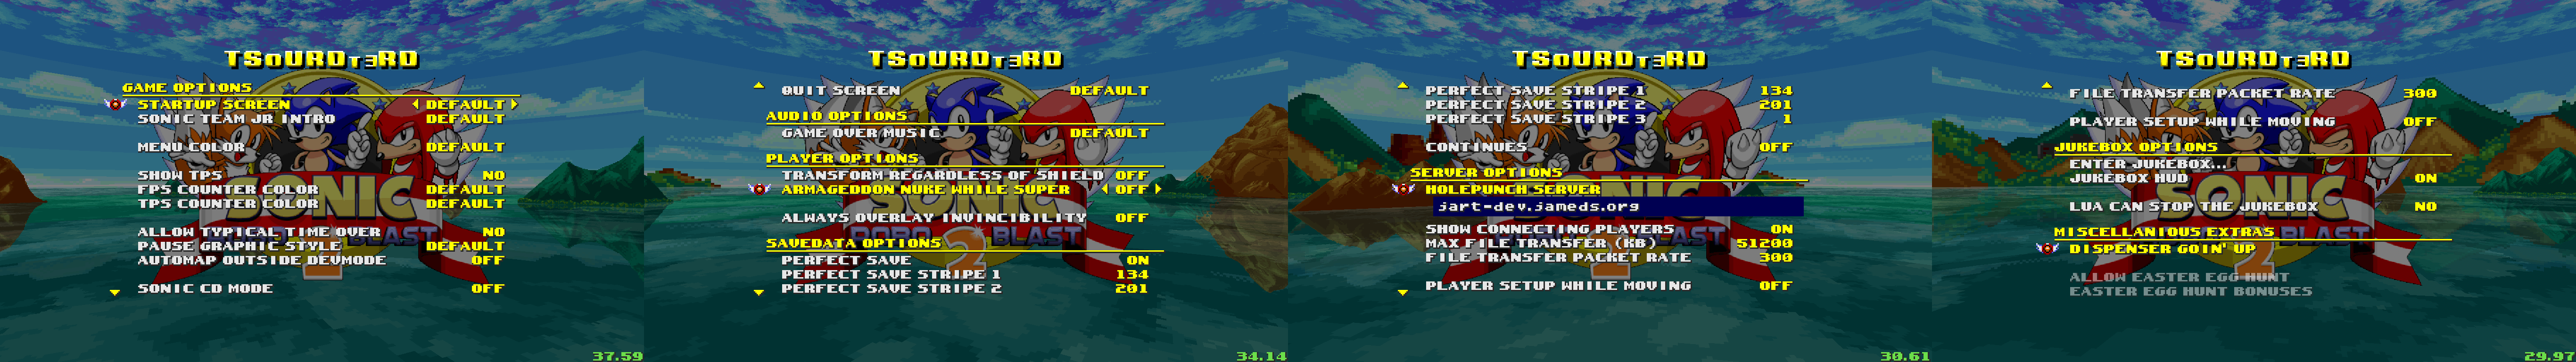 TSoURDt3RD
GAME OPTIONS
STARTUP SCREEN DEFAULT
SONIC TEAM JR INTRO DEFAULT
MENU COLOR DEFAULT
SHOW TPS NO
FPS COUNTER COLOR DEFAULT
TPS COUNTER COLOR DEFAULT
ALLOW TYPICAL TIME OVER NO
PAUSE GRAPHIC STYLE DEFAULT
AUTOMAP OUTSIDE DEVMODE OFF
SONIC CD MODE OFF
SONIC
37.59
TSoURDt3RD
QUIT SCREEN DEFAULT
AUDIO OPTIONS
GAME OVER MUSIC DEFAULT
PLAYER OPTIONS
TRANSFORM REGARDLESS OF SHIELD OFF
ARMAGEDDON NUKE WHILE SUPER OFF
ALWAYS OVERLAY INVINCIBILITY OFF
SAVEDATA OPTIONS
PERFECT SAVE ON
PERFECT SAVE STRIPE 1 134
PERFECT SAVE STRIPE 2 201
SONIC
ROBO BLAST
2
34.14
TSoURDt3RD
PERFECT SAVE STRIPE 1 134
PERFECT SAVE STRIPE 2 201
PERFECT SAVE STRIPE 3 1
CONTINUES OFF
SERVER OPTIONS
HOLEPUNCH SERVER
jart-dev.jameds.org
SHOW CONNECTING PLAYERS ON
MAX FILE TRANSFER (KB) 51200
FILE TRANSFER PACKET RATE 300
PLAYER SETUP WHILE MOVING OFF
30.61
TSoURDt3RD
FILE TRANSFER PACKET RATE 300
PLAYER SETUP WHILE MOVING OFF
JUKEBOX OPTIONS
ENTER JUKEBOX...
JUKEBOX HUD ON
LUA CAN STOP THE JUKEBOX NO
MISCELLANIOUS EXTRAS
DISPENSER GOIN' UP
ALLOW EASTER EGG HUNT
EASTER EGG HUNT BONUSES
SONIC
2
29.97